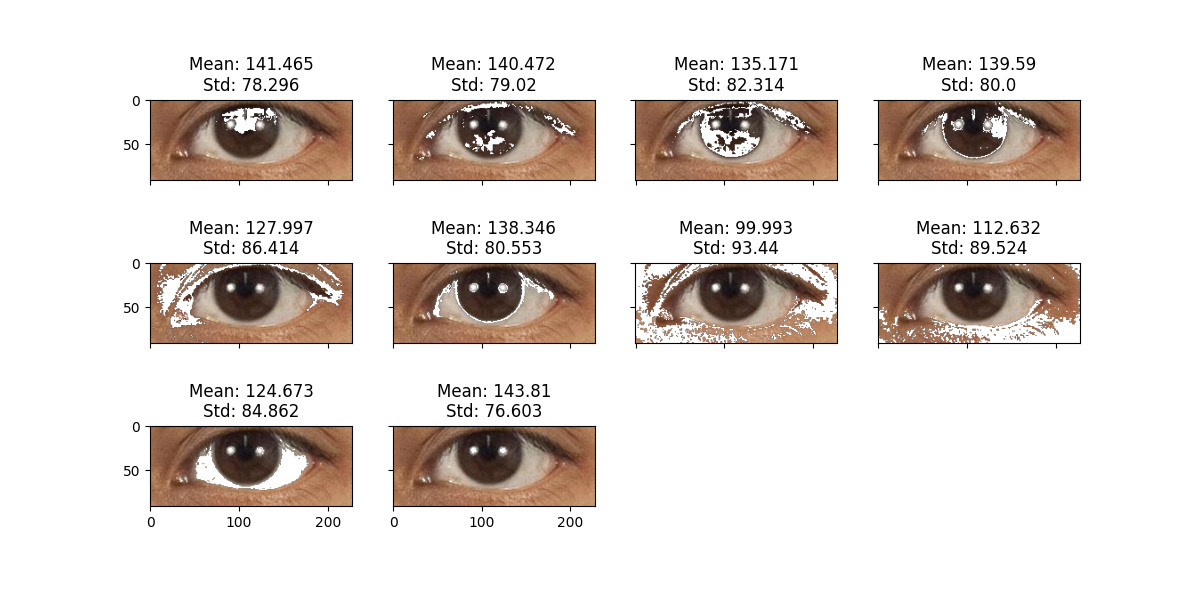 Mean: 141.465
Std: 78.296
Mean: 140.472
Std: 79.02
Mean: 135.171
Std: 82.314
Mean: 139.59
Std: 80.0
0
50
Mean: 127.997
Std: 86.414
Mean: 138.346
Std: 80.553
Mean: 99.993
Std: 93.44
Mean: 112.632
Std: 89.524
0
50
Mean: 124.673
Std: 84.862
Mean: 143.81
Std: 76.603
0
50
0 100 200
0 100 200